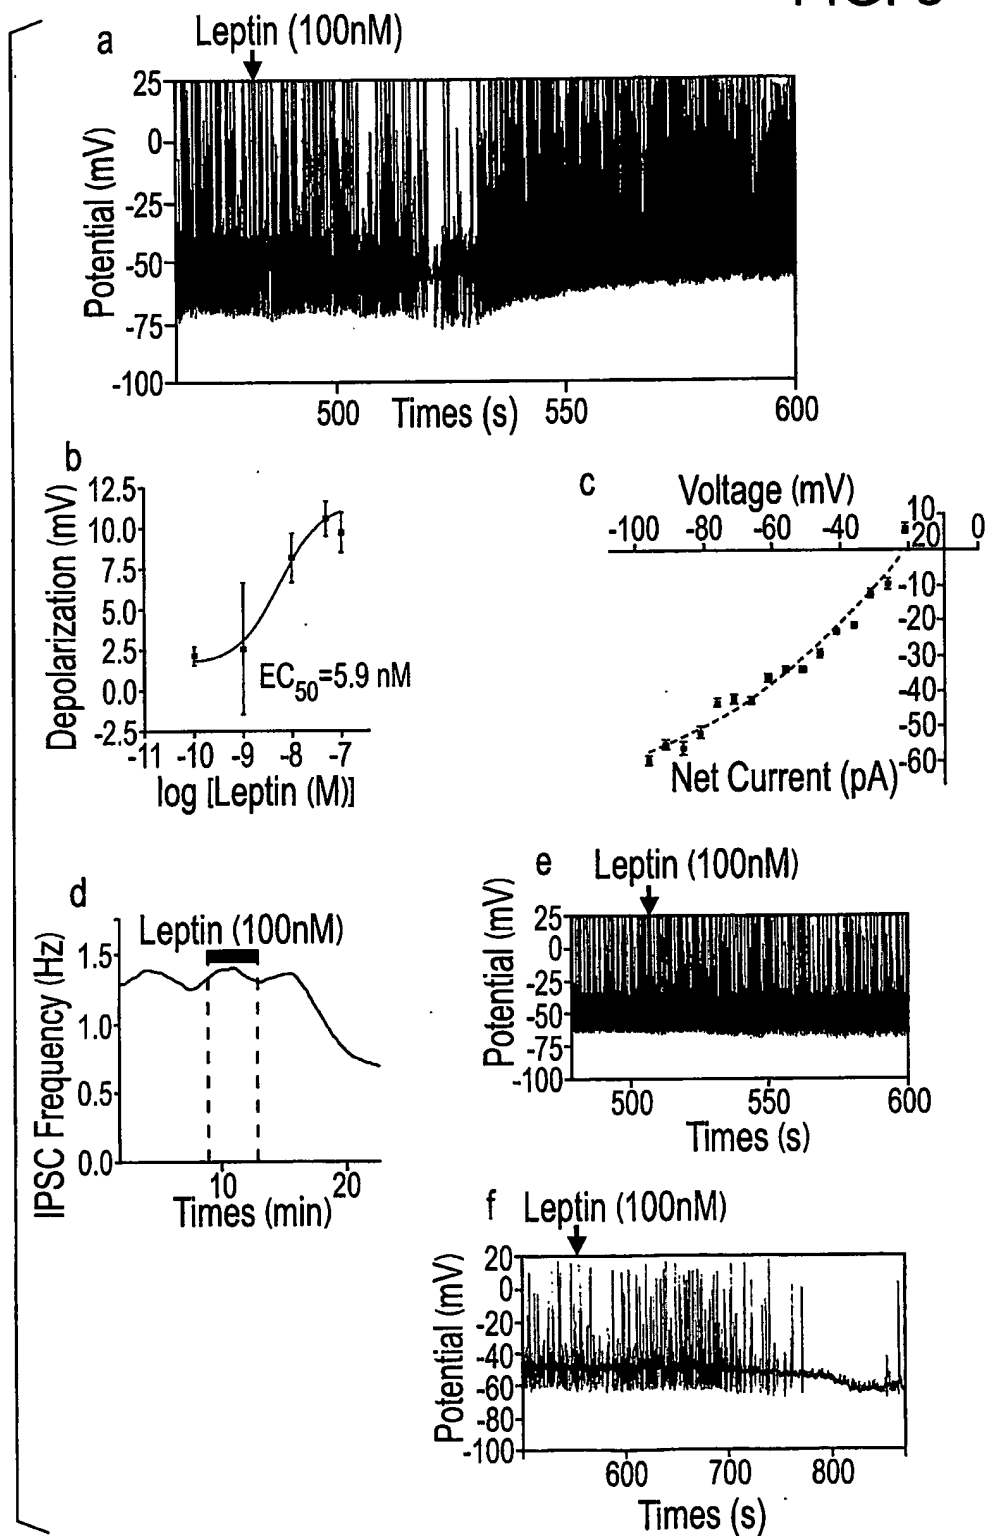 a
Leptin (100nM)
25
0
-25
-50
-75
-100
Potential (mV)
500 Times (s) 550 600
b
12.5
10.0
7.5
5.0
2.5
0.0
-2.5
Depolarization (mV)
EC50=5.9 nM
-11 -10 -9 -8 -7
log [Leptin (M)]
c
Voltage (mV)
-100 -80 -60 -40 20 0
10
-10
-20
-30
-40
-50
-60
Net Current (pA)
d
Leptin (100nM)
1.5
1.0
0.5
0.0
IPSC Frequency (Hz)
10 20
Times (min)
e
Leptin (100nM)
25
0
-25
-50
-75
-100
Potential (mV)
500 550 600
Times (s)
f
Leptin (100nM)
20
0
-20
-40
-60
-80
-100
Potential (mV)
600 700 800
Times (s)